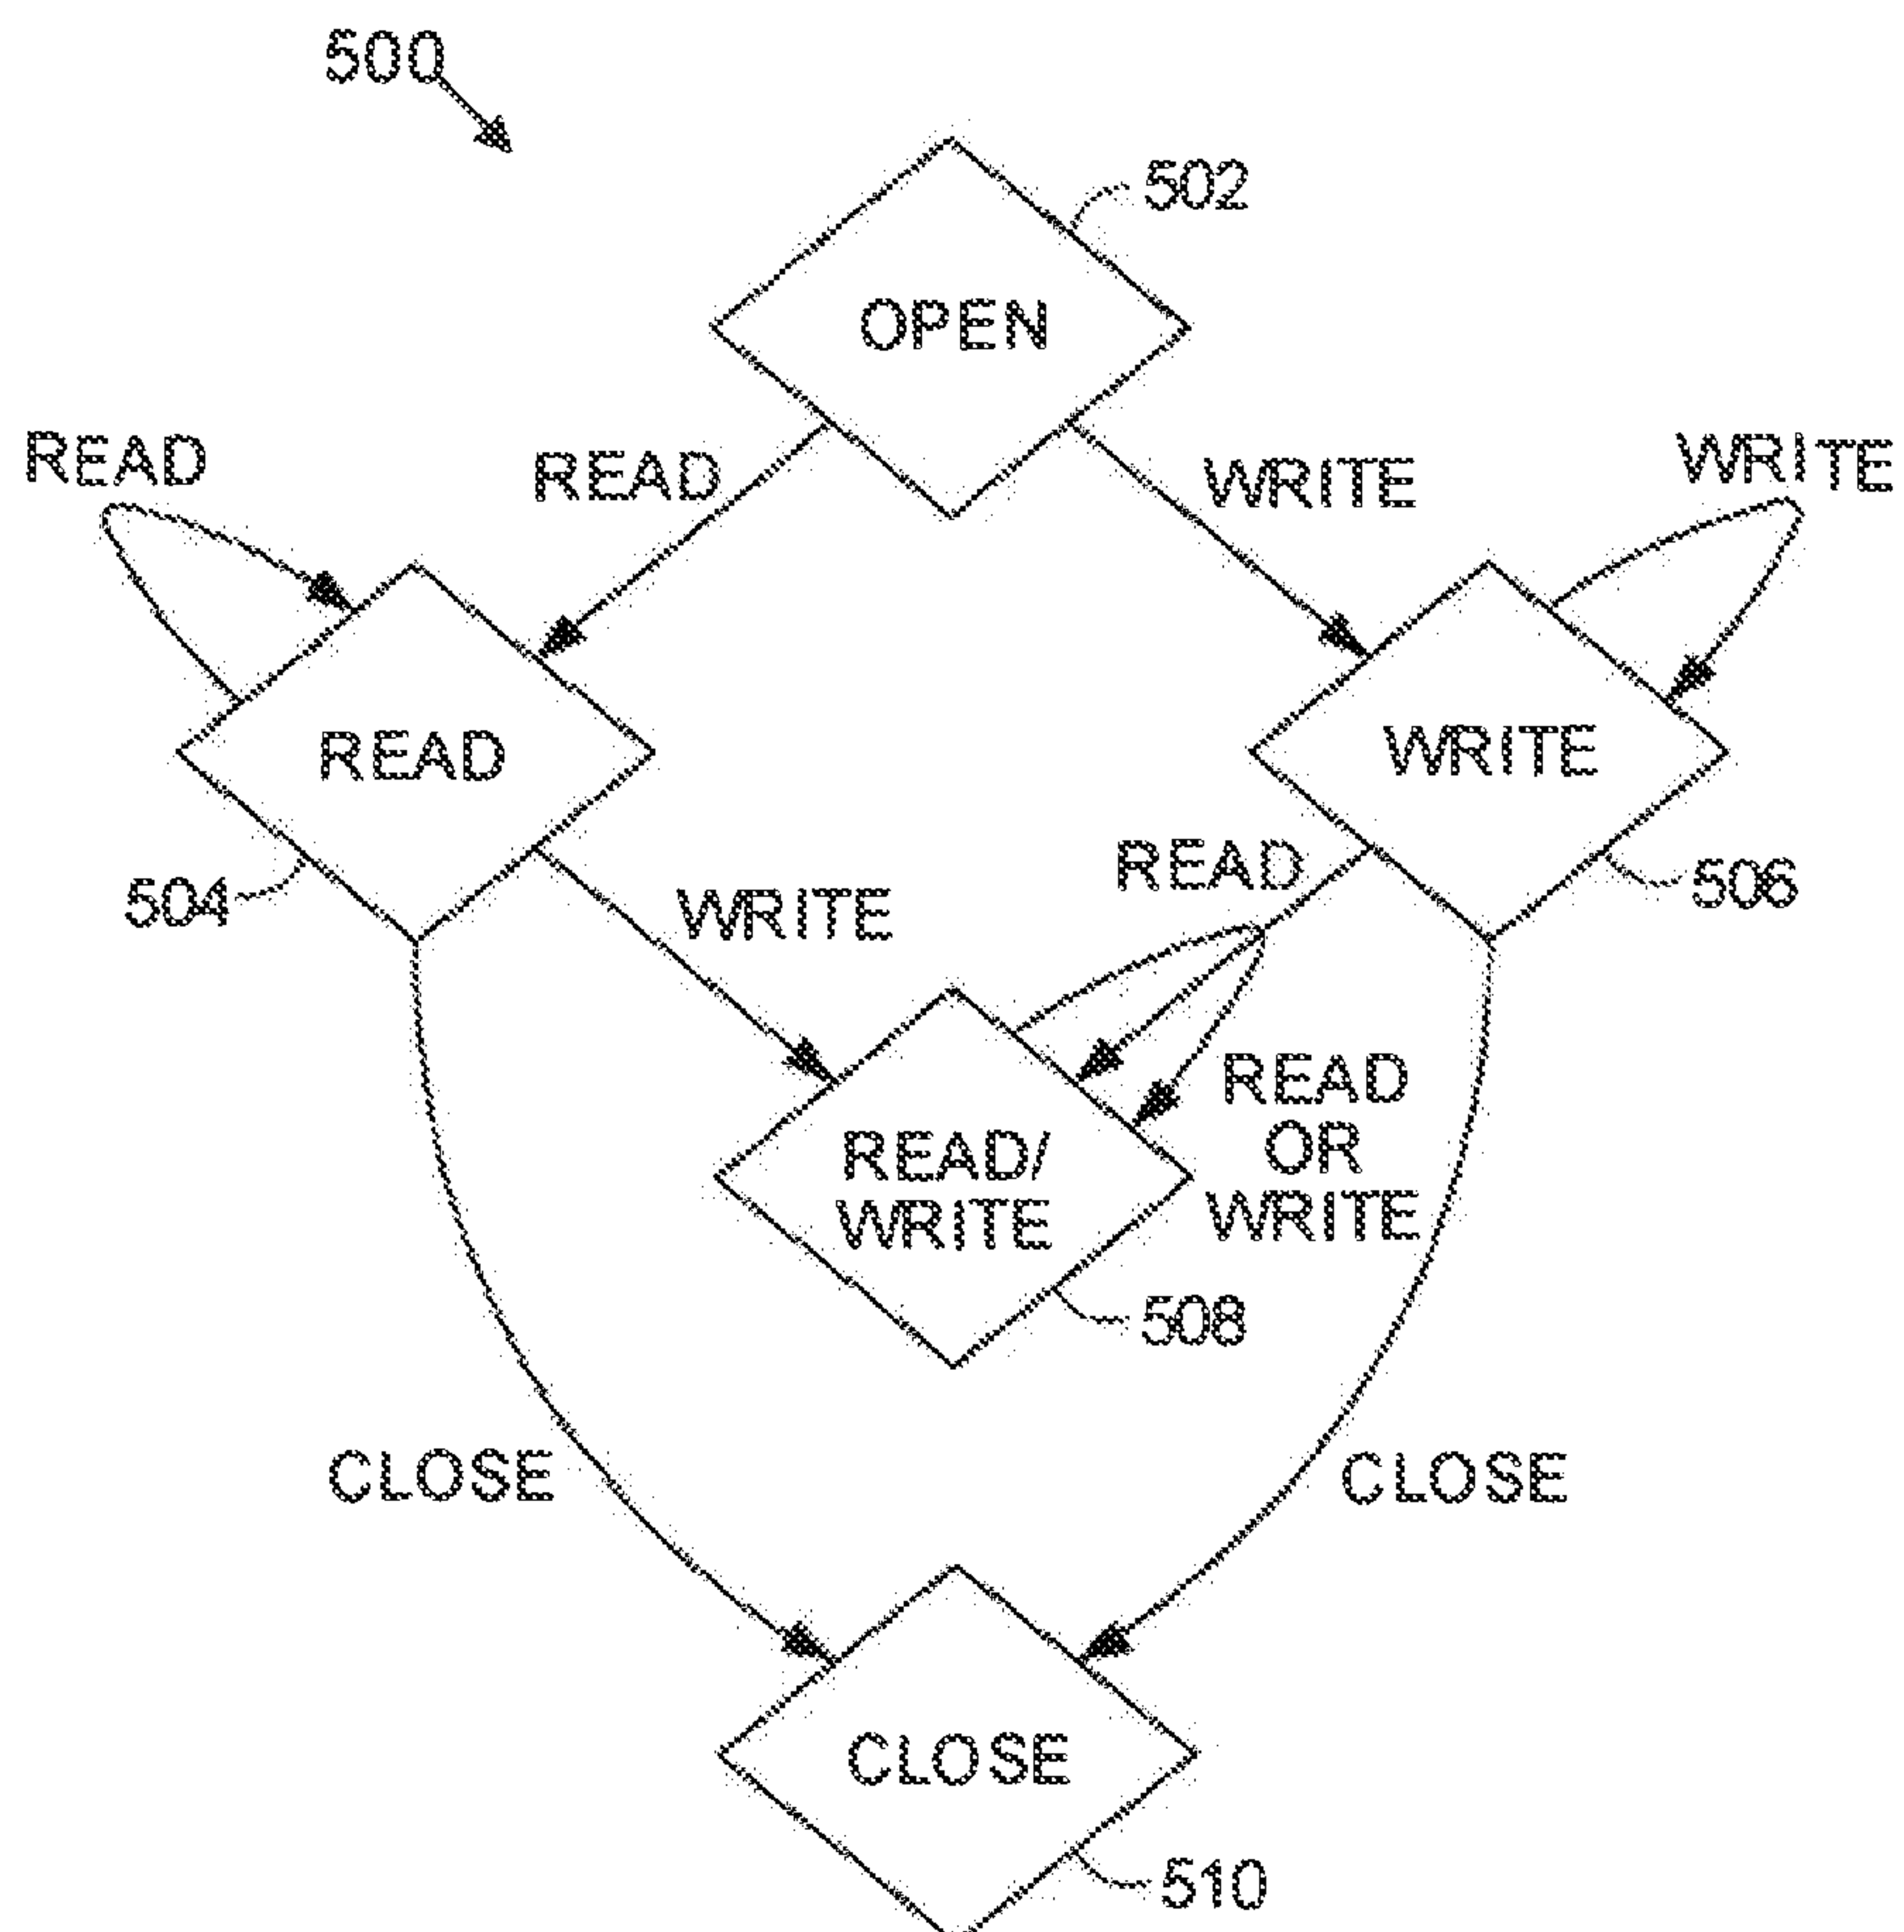 500
502
OPEN
READ
READ
WRITE
WRITE
READ
WRITE
504
WRITE
READ
506
READ/
WRITE
READ
OR
WRITE
508
CLOSE
CLOSE
CLOSE
510